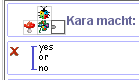 Kara macht:
yes
or
no